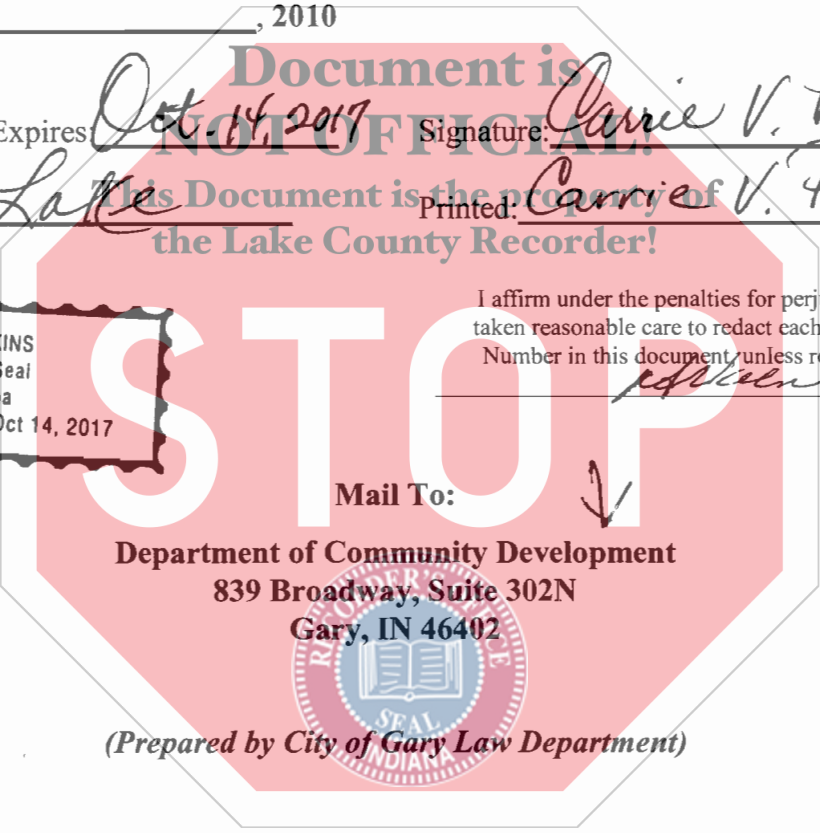 , 2010
Document is
NOT OFFICIAL!
Expires: Oct. 14, 2017 Signature: Carrie V.
This Document is the property of
Lake Printed: Carrie V.
the Lake County Recorder!
I affirm under the penalties for perj
taken reasonable care to redact each
Number in this document, unless re
KINS
Seal
a
Oct 14, 2017
STOP
Mail To:
Department of Community Development
839 Broadway, Suite 302N
Gary, IN 46402
RECORDER'S OFFICE
SEAL
INDIANA
(Prepared by City of Gary Law Department)